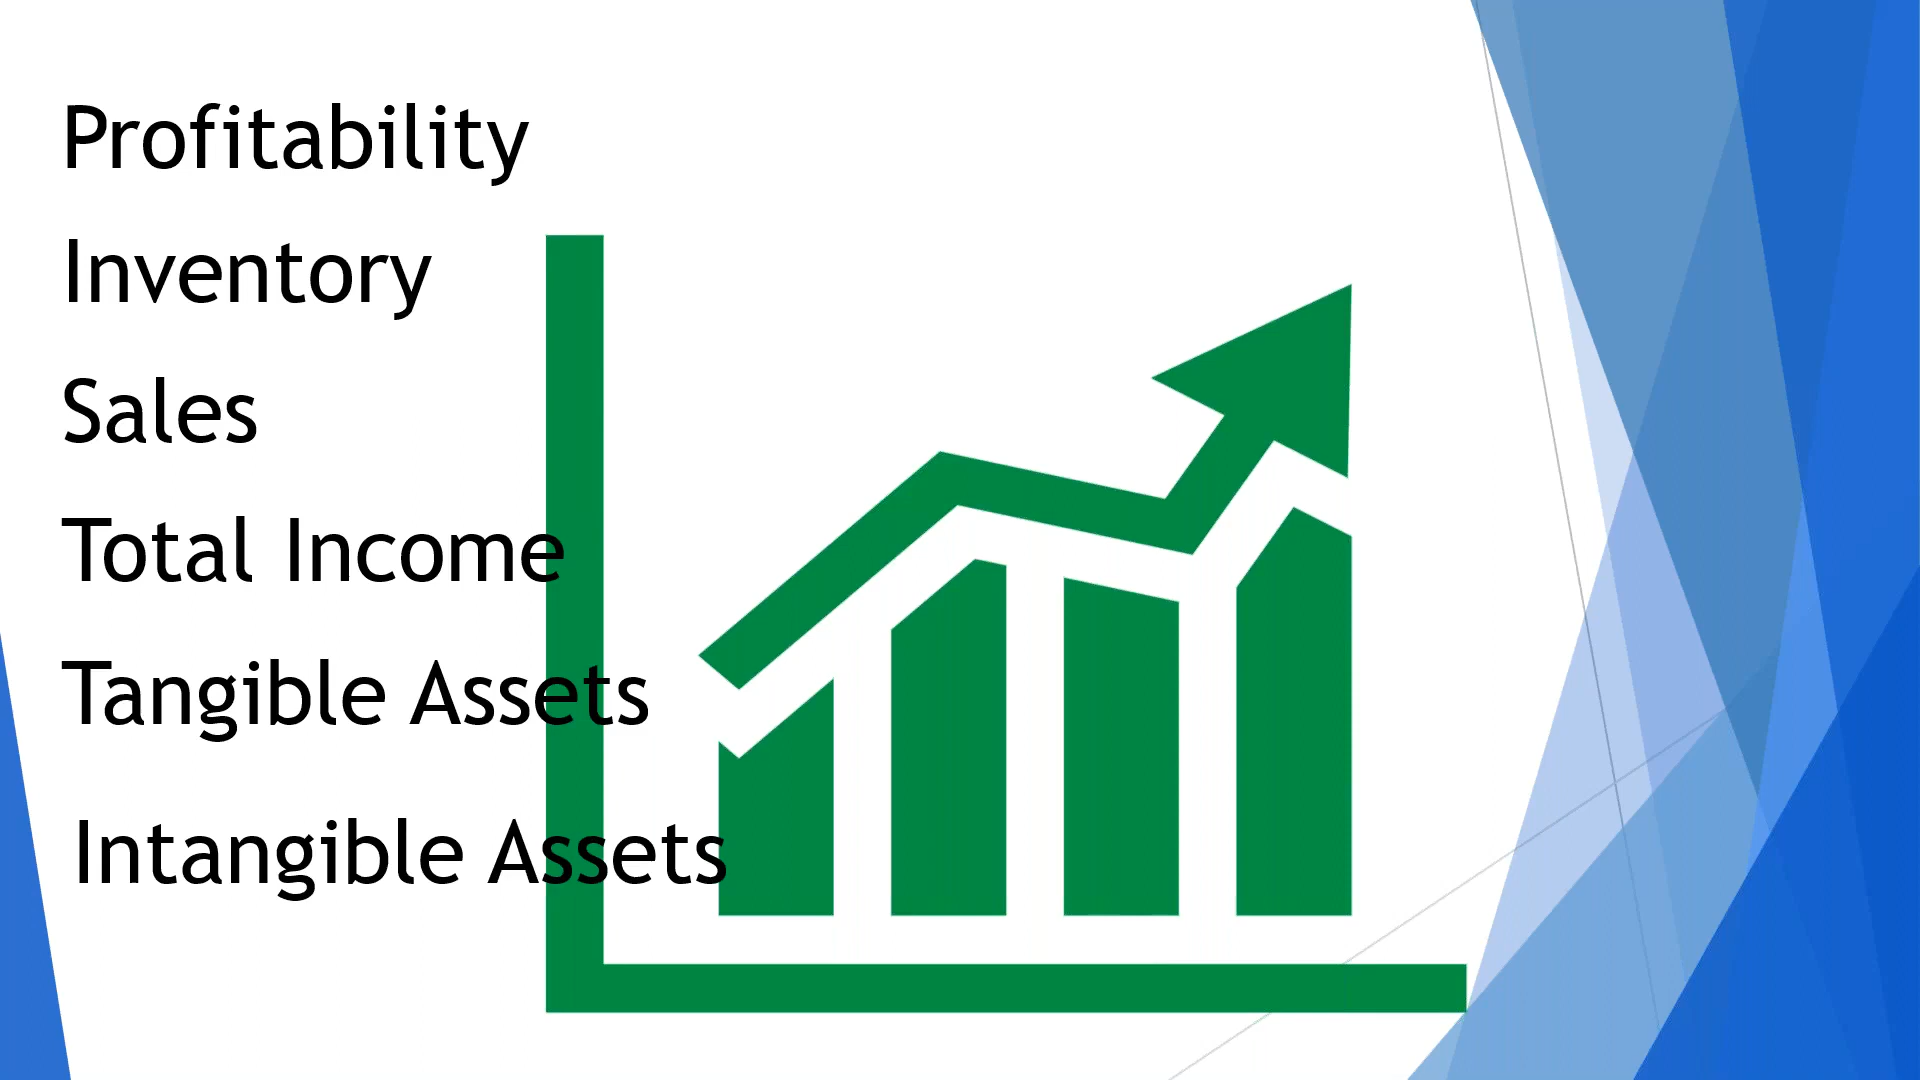 Profitability
Inventory
Sales
Total Income
Tangible Assets
Intangible Assets